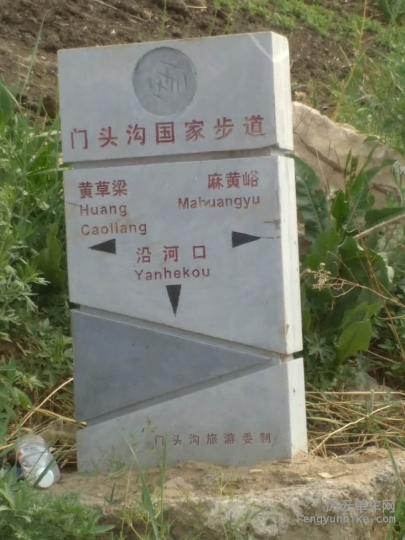 门头沟国家步道
黄草梁
Huang
Caoliang
麻黄峪
Mahuangyu
沿河口
Yanhekou
门头沟旅游委制